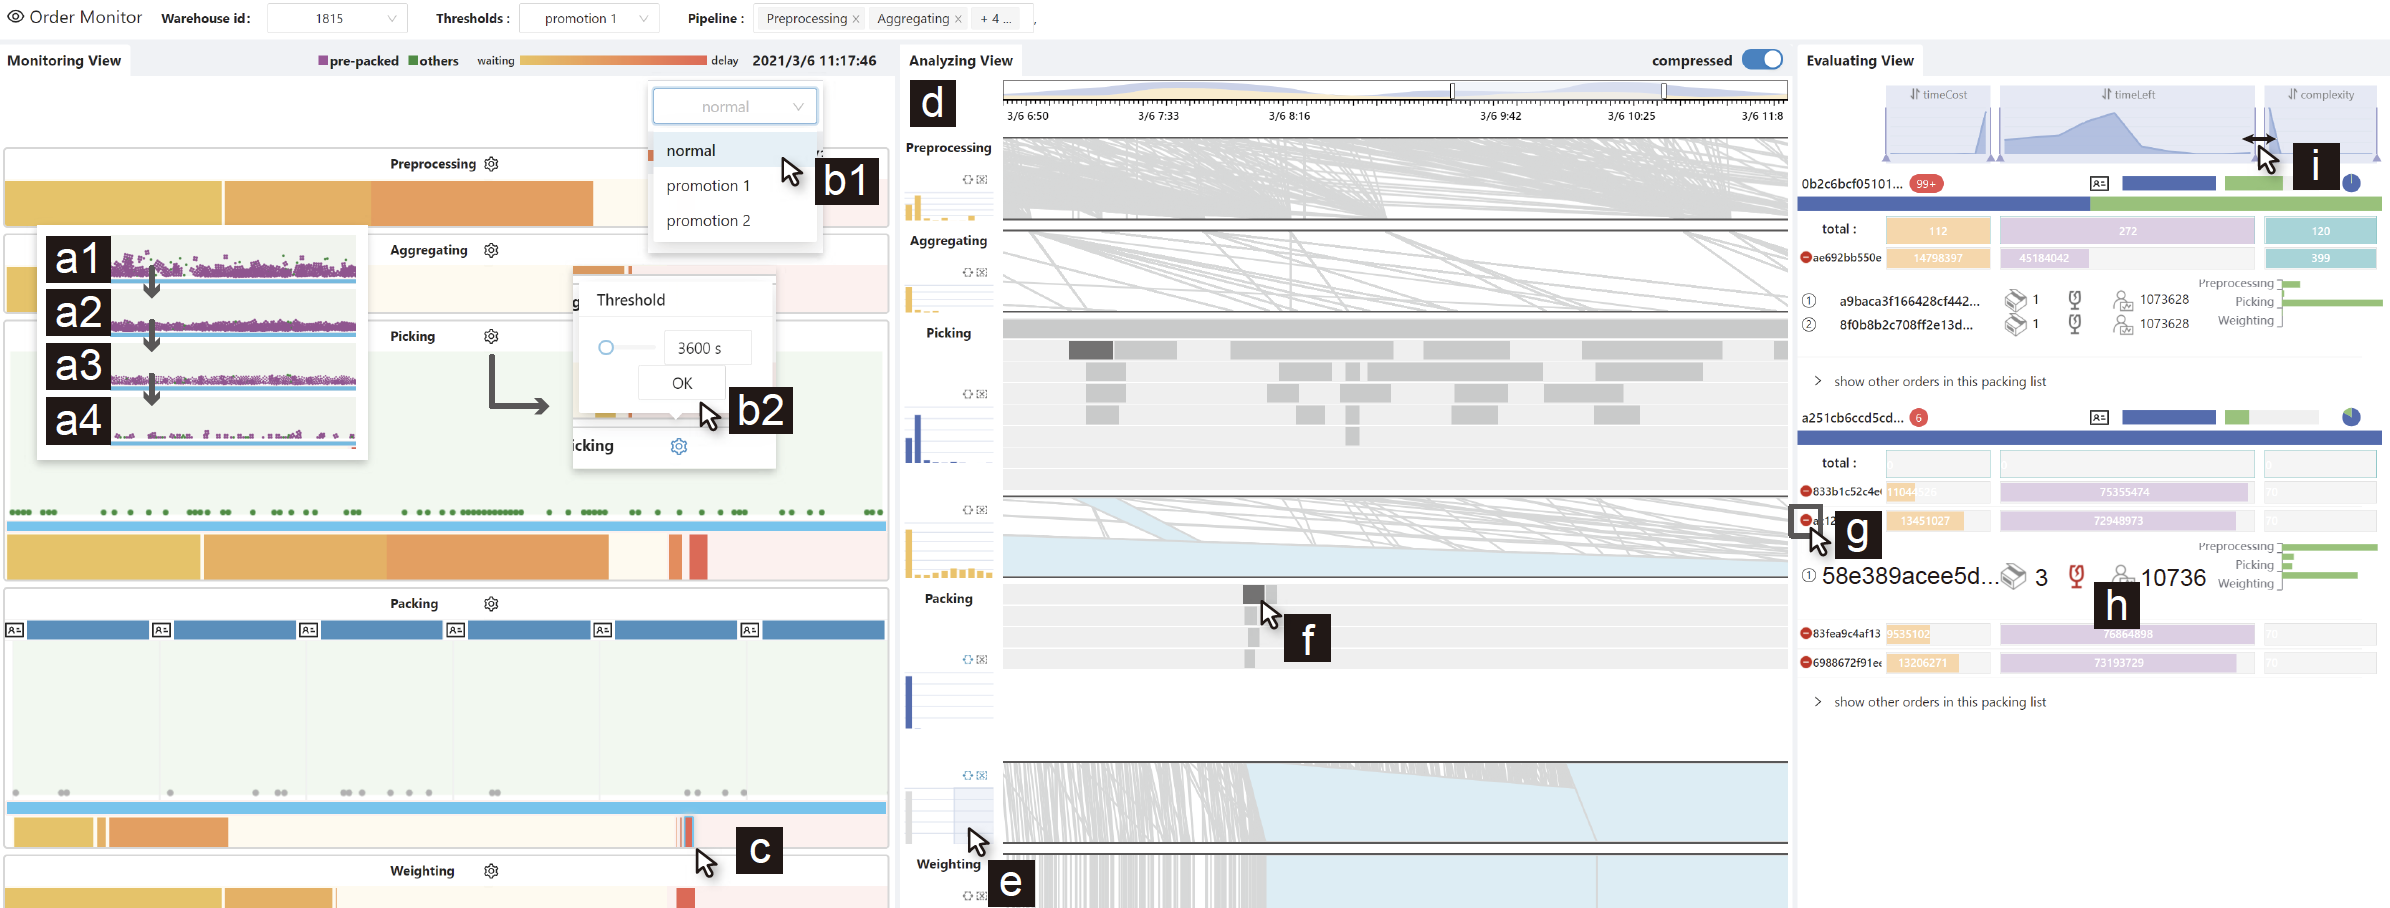 Order Monitor
Warehouse id :
1815
Thresholds :
promotion 1
Pipeline :
Preprocessing ×
Aggregating ×
+ 4 ...
Monitoring View
pre-packed
others
waiting
delay
2021/3/6 11:17:46
normal
normal
promotion 1
promotion 2
b1
Preprocessing
Aggregating
a1
a2
a3
a4
Picking
Threshold
3600 s
OK
b2
icking
Packing
c
Weighting
Analyzing View
compressed
d
3/6 6:50
3/6 7:33
3/6 8:16
3/6 9:42
3/6 10:25
3/6 11:8
Preprocessing
Aggregating
Picking
Packing
f
Weighting
e
Evaluating View
timeCost
timeLeft
complexity
i
0b2c6bcf05101...
99+
total :
112
272
120
ae692bb550e
14798397
45184042
399
1
a9baca3f166428cf442...
1
1073628
2
8f0b8b2c708ff2e13d...
1
1073628
Preprocessing
Picking
Weighting
> show other orders in this packing list
a251cb6ccd5cd...
6
total :
833b1c52c4e
75355474
70
13451027
72948973
70
g
1
58e389acee5d...
3
10736
Preprocessing
Picking
Weighting
h
83fea9c4af13
9535102
76864898
70
6988672f91ee
13206271
73193729
70
> show other orders in this packing list